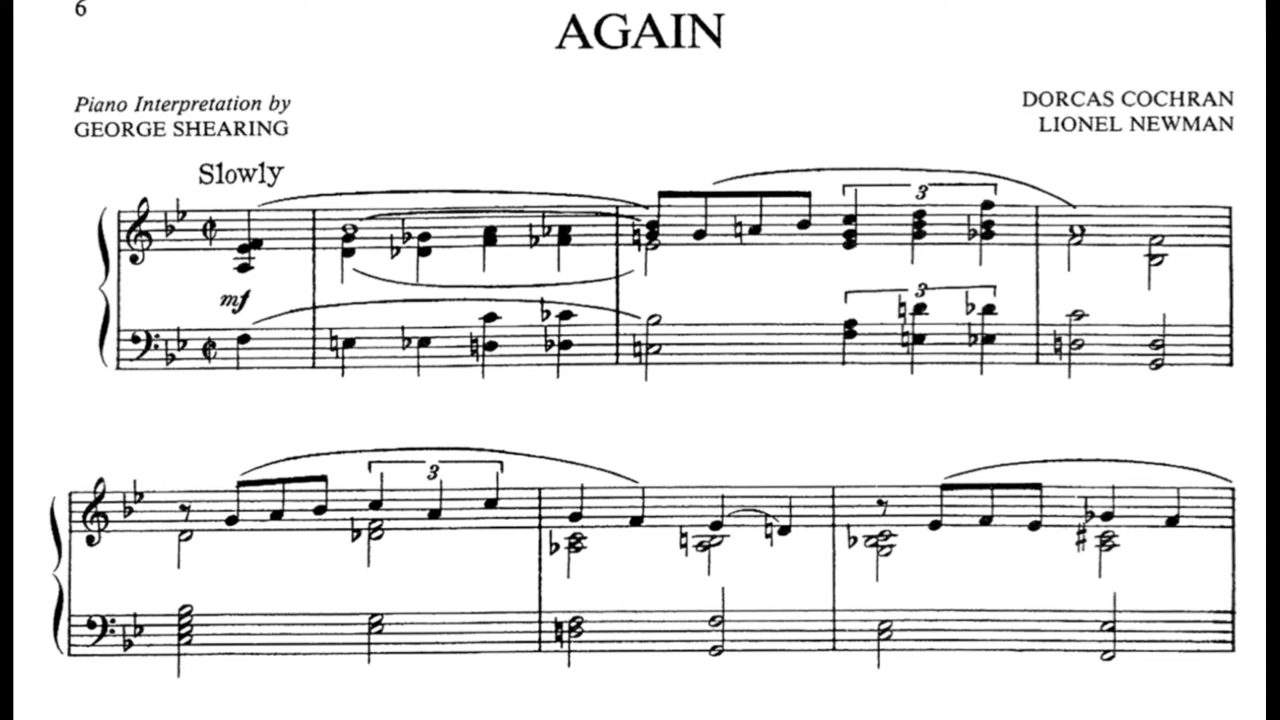 6
AGAIN
Piano Interpretation by
GEORGE SHEARING
DORCAS COCHRAN
LIONEL NEWMAN
Slowly
3
mf
3
3